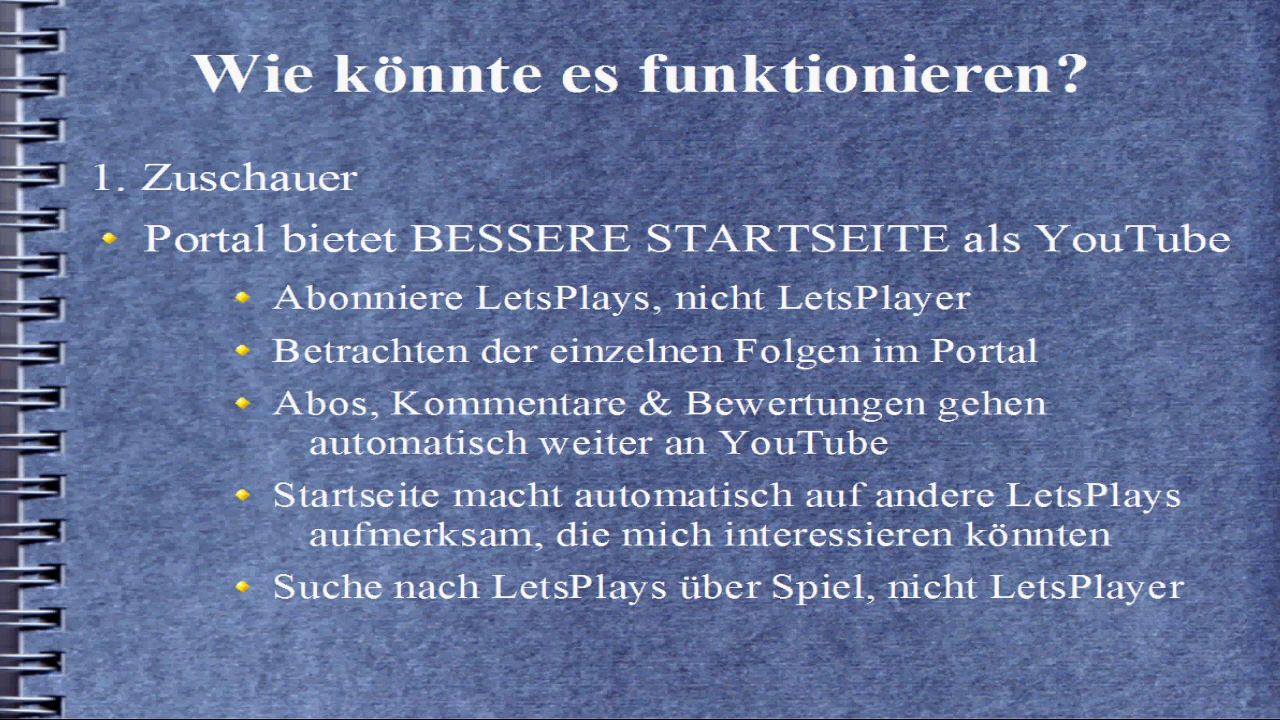 Wie könnte es funktionieren?
1. Zuschauer
Portal bietet BESSERE STARTSEITE als YouTube
Abonniere LetsPlays, nicht LetsPlayer
Betrachten der einzelnen Folgen im Portal
Abos, Kommentare & Bewertungen gehen
automatisch weiter an YouTube
Startseite macht automatisch auf andere LetsPlays
aufmerksam, die mich interessieren könnten
Suche nach LetsPlays über Spiel, nicht LetsPlayer